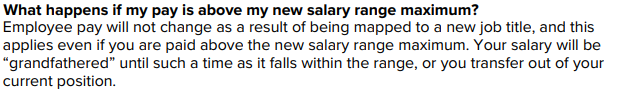 What happens if my pay is above my new salary range maximum?
Employee pay will not change as a result of being mapped to a new job title, and this
applies even if you are paid above the new salary range maximum. Your salary will be
“grandfathered” until such a time as it falls within the range, or you transfer out of your
current position.